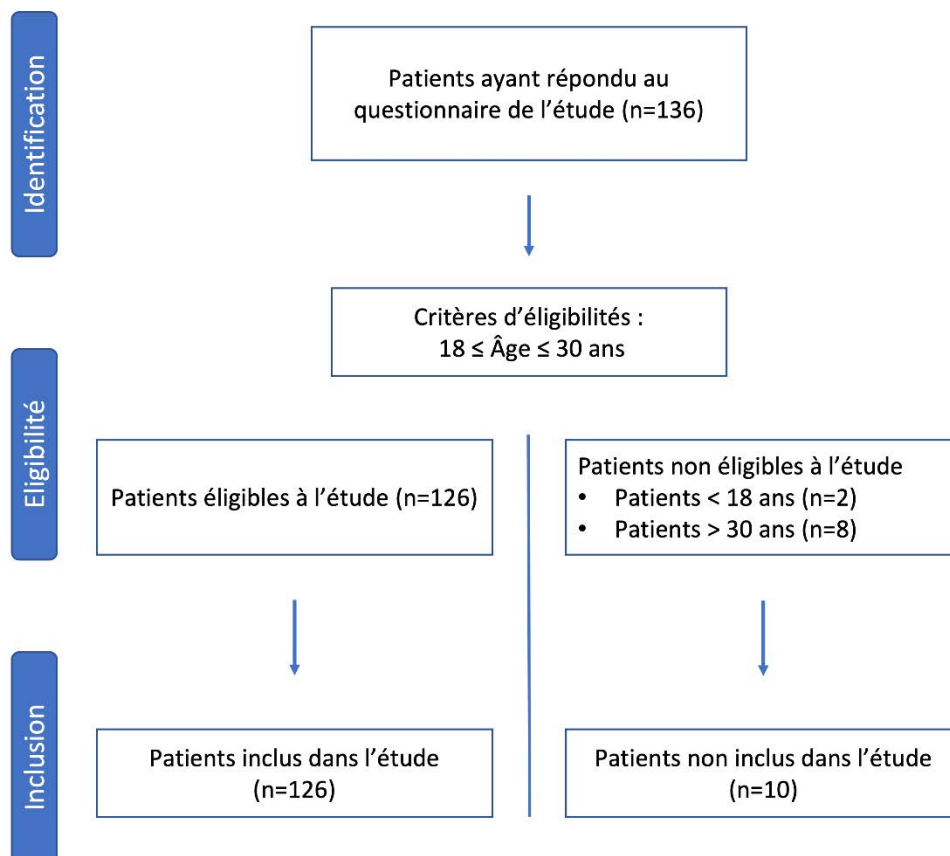 Identification
Patients ayant répondu au
questionnaire de l'étude (n=136)
Critères d'éligibilités :
18 ≤ Âge ≤ 30 ans
Eligibilité
Patients éligibles à l'étude (n=126)
Patients non éligibles à l'étude
• Patients < 18 ans (n=2)
• Patients > 30 ans (n=8)
Inclusion
Patients inclus dans l'étude
(n=126)
Patients non inclus dans l'étude
(n=10)